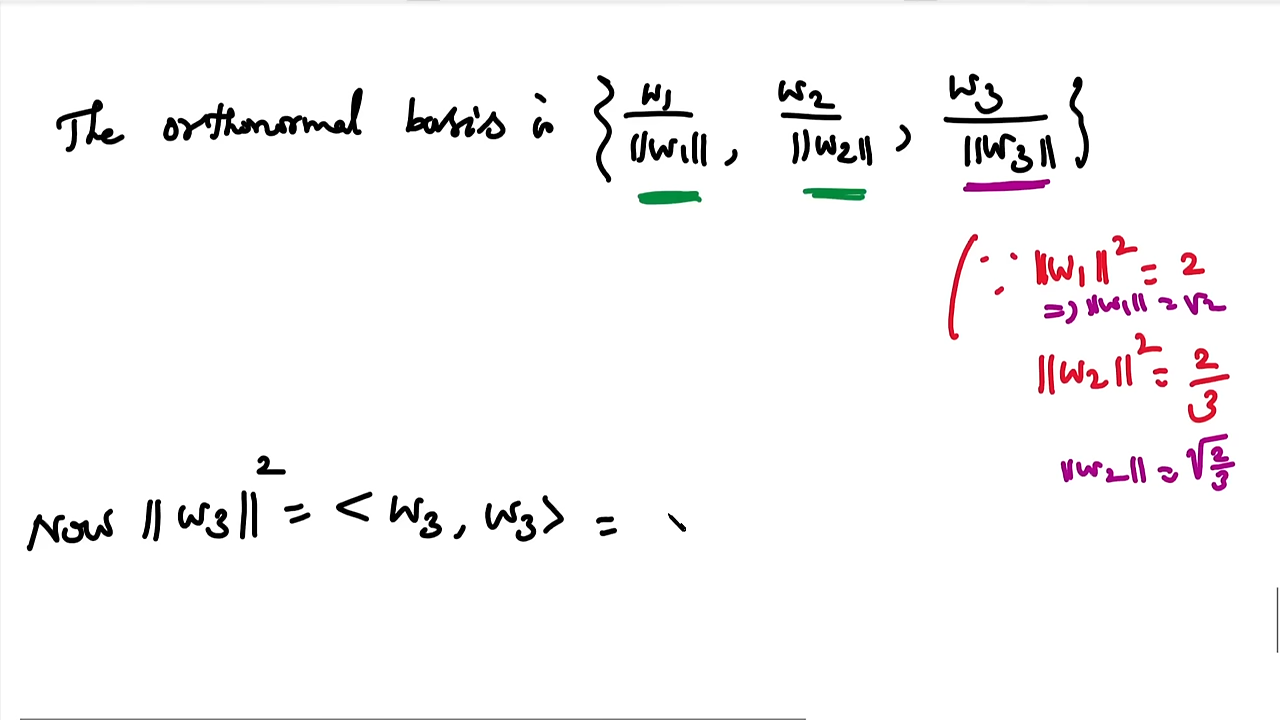 The orthonormal basis is { w1/||w1||, w2/||w2||, w3/||w3|| }
( ∵ ||w1||² = 2
=> ||w1|| = √2
||w2||² = 2/3
||w2|| = √(2/3)
Now ||w3||² = < w3, w3 > =